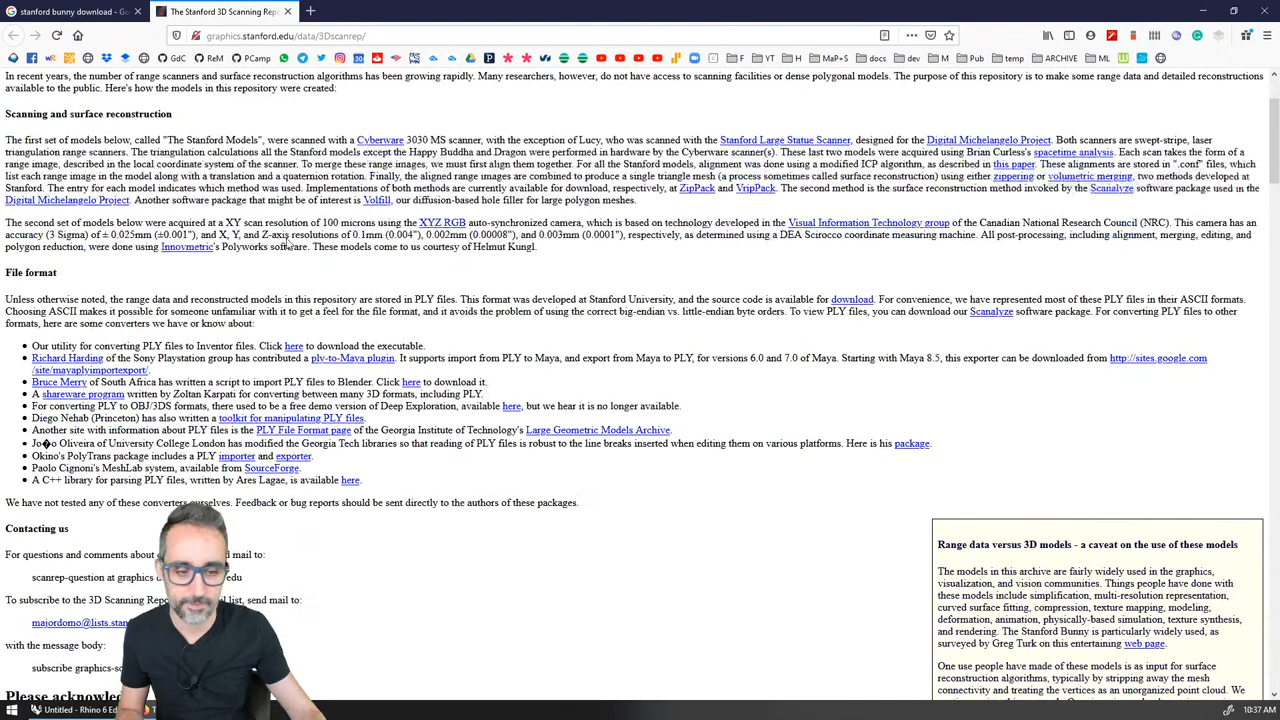 stanford bunny download - Go
The Stanford 3D Scanning Rep
graphics.stanford.edu/data/3Dscanrep/
GdC
ReM
PCamp
F
YT
MaP+S
docs
dev
M
Pub
temp
ARCHIVE
ML
In recent years, the number of range scanners and surface reconstruction algorithms has been growing rapidly. Many researchers, however, do not have access to scanning facilities or dense polygonal models. The purpose of this repository is to make some range data and detailed reconstructions
available to the public. Here's how the models in this repository were created:
Scanning and surface reconstruction
The first set of models below, called "The Stanford Models", were scanned with a Cyberware 3030 MS scanner, with the exception of Lucy, who was scanned with the Stanford Large Statue Scanner, designed for the Digital Michelangelo Project. Both scanners are swept-stripe, laser
triangulation range scanners. The triangulation calculations all the Stanford models except the Happy Buddha and Dragon were performed in hardware by the Cyberware scanner(s). These last two models were acquired using Brian Curless's spacetime analysis. Each scan takes the form of a
range image, described in the local coordinate system of the scanner. To merge these range images, we must first align them together. For all the Stanford models, alignment was done using a modified ICP algorithm, as described in this paper. These alignments are stored in ".conf" files, which
list each range image in the model along with a translation and a quaternion rotation. Finally, the aligned range images are combined to produce a single triangle mesh (a process sometimes called surface reconstruction) using either zippering or volumetric merging, two methods developed at
Stanford. The entry for each model indicates which method was used. Implementations of both methods are currently available for download, respectively, at ZipPack and VripPack. The second method is the surface reconstruction method invoked by the Scanalyze software package used in the
Digital Michelangelo Project. Another software package that might be of interest is Volfill, our diffusion-based hole filler for large polygon meshes.
The second set of models below were acquired at a XY scan resolution of 100 microns using the XYZ RGB auto-synchronized camera, which is based on technology developed in the Visual Information Technology group of the Canadian National Research Council (NRC). This camera has an
accuracy (3 Sigma) of ± 0.025mm (±0.001"), and X, Y, and Z-axis resolutions of 0.1mm (0.004"), 0.002mm (0.00008"), and 0.003mm (0.0001"), respectively, as determined using a DEA Scirocco coordinate measuring machine. All post-processing, including alignment, merging, editing, and
polygon reduction, were done using Innovmetric's Polyworks software. These models come to us courtesy of Helmut Kungl.
File format
Unless otherwise noted, the range data and reconstructed models in this repository are stored in PLY files. This format was developed at Stanford University, and the source code is available for download. For convenience, we have represented most of these PLY files in their ASCII formats.
Choosing ASCII makes it possible for someone unfamiliar with it to get a feel for the file format, and it avoids the problem of using the correct big-endian vs. little-endian byte orders. To view PLY files, you can download our Scanalyze software package. For converting PLY files to other
formats, here are some converters we have or know about:
Our utility for converting PLY files to Inventor files. Click here to download the executable.
Richard Harding of the Sony Playstation group has contributed a ply-to-Maya plugin. It supports import from PLY to Maya, and export from Maya to PLY, for versions 6.0 and 7.0 of Maya. Starting with Maya 8.5, this exporter can be downloaded from http://sites.google.com
/site/mayaplyimportexport/.
Bruce Merry of South Africa has written a script to import PLY files to Blender. Click here to download it.
A shareware program written by Zoltan Karpati for converting between many 3D formats, including PLY.
For converting PLY to OBJ/3DS formats, there used to be a free demo version of Deep Exploration, available here, but we hear it is no longer available.
Diego Nehab (Princeton) has also written a toolkit for manipulating PLY files.
Another site with information about PLY files is the PLY File Format page of the Georgia Institute of Technology's Large Geometric Models Archive.
Jo�o Oliveira of University College London has modified the Georgia Tech libraries so that reading of PLY files is robust to the line breaks inserted when editing them on various platforms. Here is his package.
Okino's PolyTrans package includes a PLY importer and exporter.
Paolo Cignoni's MeshLab system, available from SourceForge.
A C++ library for parsing PLY files, written by Ares Lagae, is available here.
We have not tested any of these converters ourselves. Feedback or bug reports should be sent directly to the authors of these packages.
Contacting us
For questions and comments about d mail to:
scanrep-question at graphics edu
To subscribe to the 3D Scanning Repo l list, send mail to:
majordomo@lists.stan
with the message body:
subscribe graphics-sc
Please acknowle
Range data versus 3D models - a caveat on the use of these models
The models in this archive are fairly widely used in the graphics,
visualization, and vision communities. Things people have done with
these models include simplification, multi-resolution representation,
curved surface fitting, compression, texture mapping, modeling,
deformation, animation, physically-based simulation, texture synthesis,
and rendering. The Stanford Bunny is particularly widely used, as
surveyed by Greg Turk on this entertaining web page.
One use people have made of these models is as input for surface
reconstruction algorithms, typically by stripping away the mesh
connectivity and treating the vertices as an unorganized point cloud. We
Untitled - Rhino 6 Ed
10:37 AM